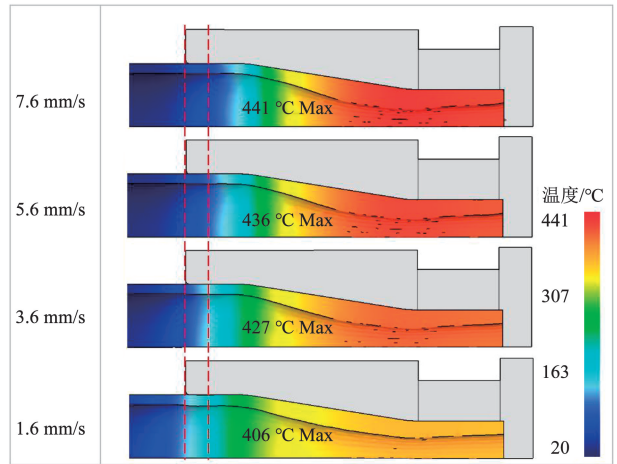 7.6 mm/s
441 ℃ Max
5.6 mm/s
436 ℃ Max
3.6 mm/s
427 ℃ Max
1.6 mm/s
406 ℃ Max
温度/℃
441
307
163
20